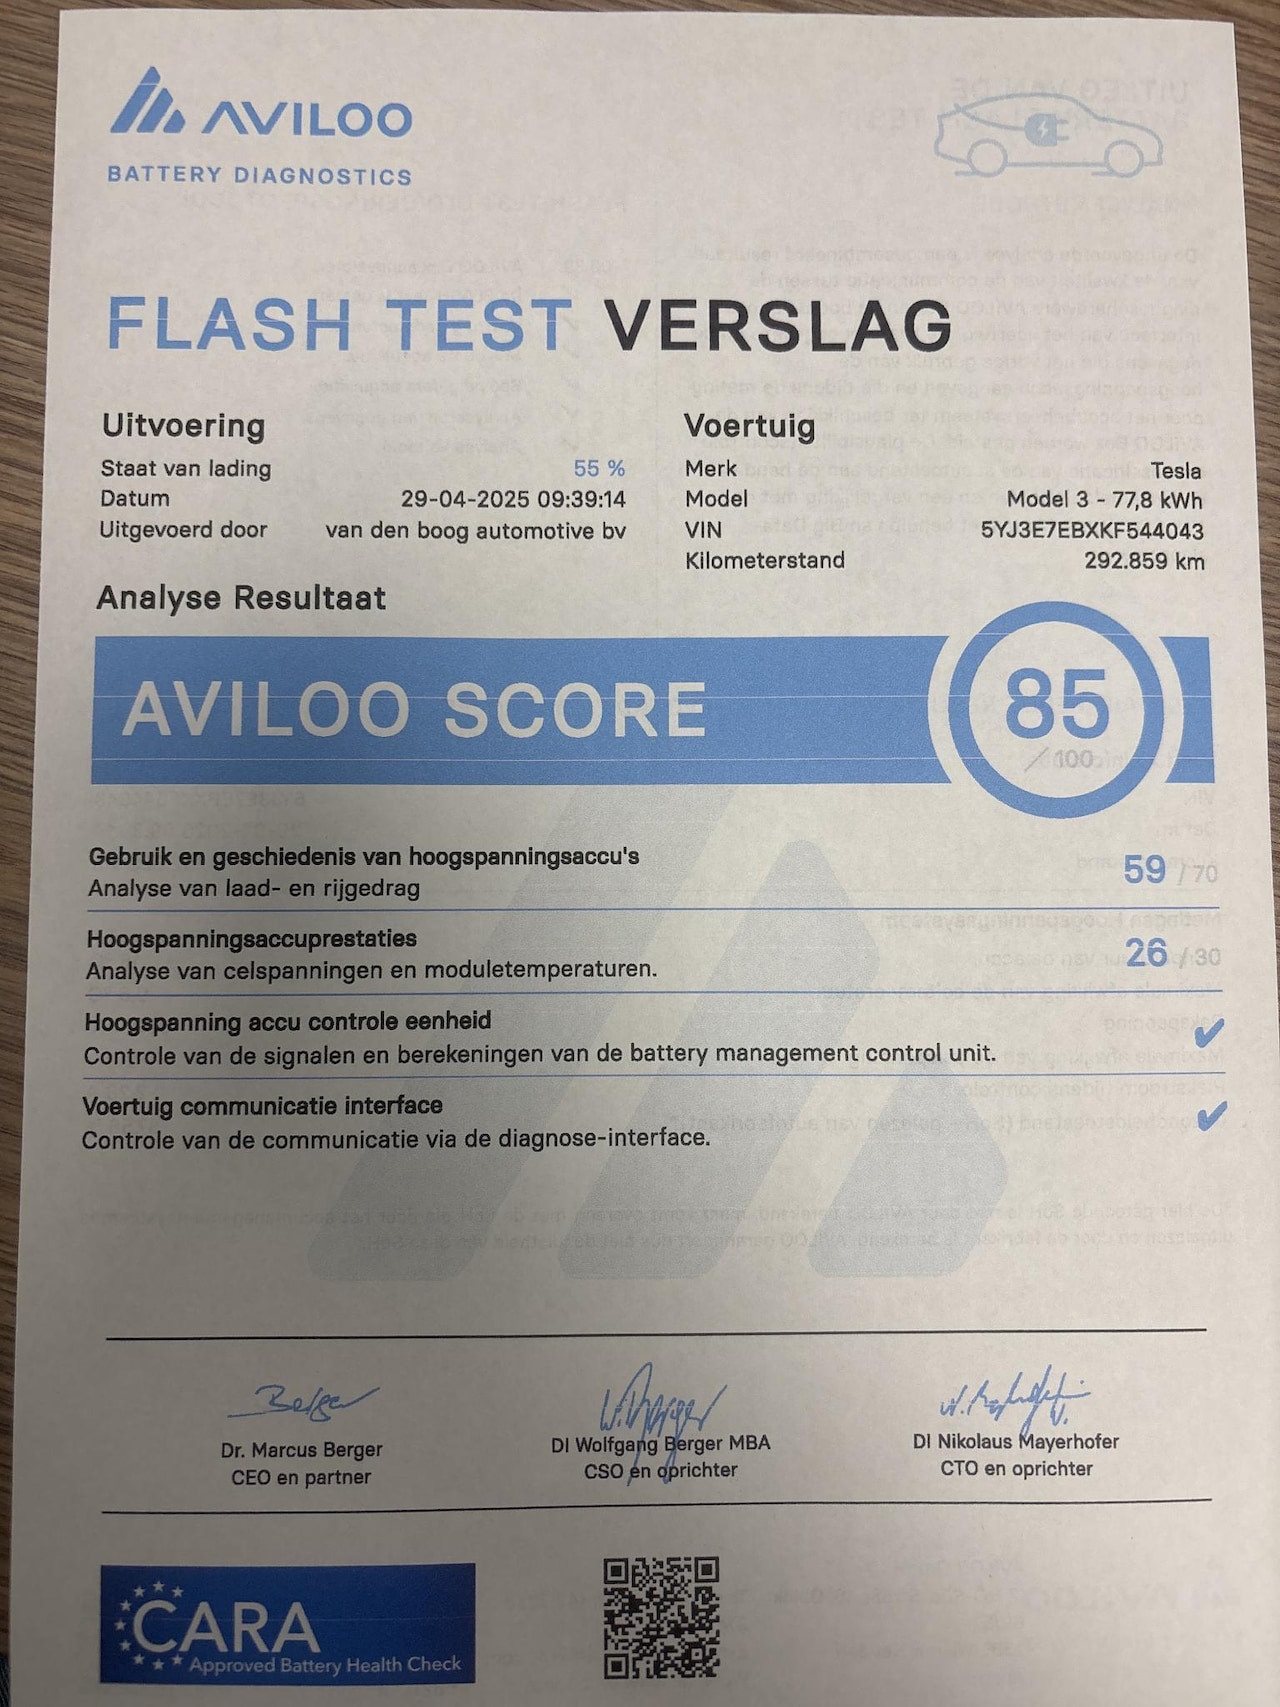 AVILOO
BATTERY DIAGNOSTICS
FLASH TEST VERSLAG
Uitvoering
Staat van lading 55 %
Datum 29-04-2025 09:39:14
Uitgevoerd door van den boog automotive bv
Voertuig
Merk Tesla
Model Model 3 - 77,8 kWh
VIN 5YJ3E7EBXKF544043
Kilometerstand 292.859 km
Analyse Resultaat
AVILOO SCORE 85
/ 100
Gebruik en geschiedenis van hoogspanningsaccu's
Analyse van laad- en rijgedrag
59 / 70
Hoogspanningsaccuprestaties
Analyse van celspanningen en moduletemperaturen.
26 / 30
Hoogspanning accu controle eenheid
Controle van de signalen en berekeningen van de battery management control unit.
Voertuig communicatie interface
Controle van de communicatie via de diagnose-interface.
Dr. Marcus Berger
CEO en partner
DI Wolfgang Berger MBA
CSO en oprichter
DI Nikolaus Mayerhofer
CTO en oprichter
CARA
Approved Battery Health Check